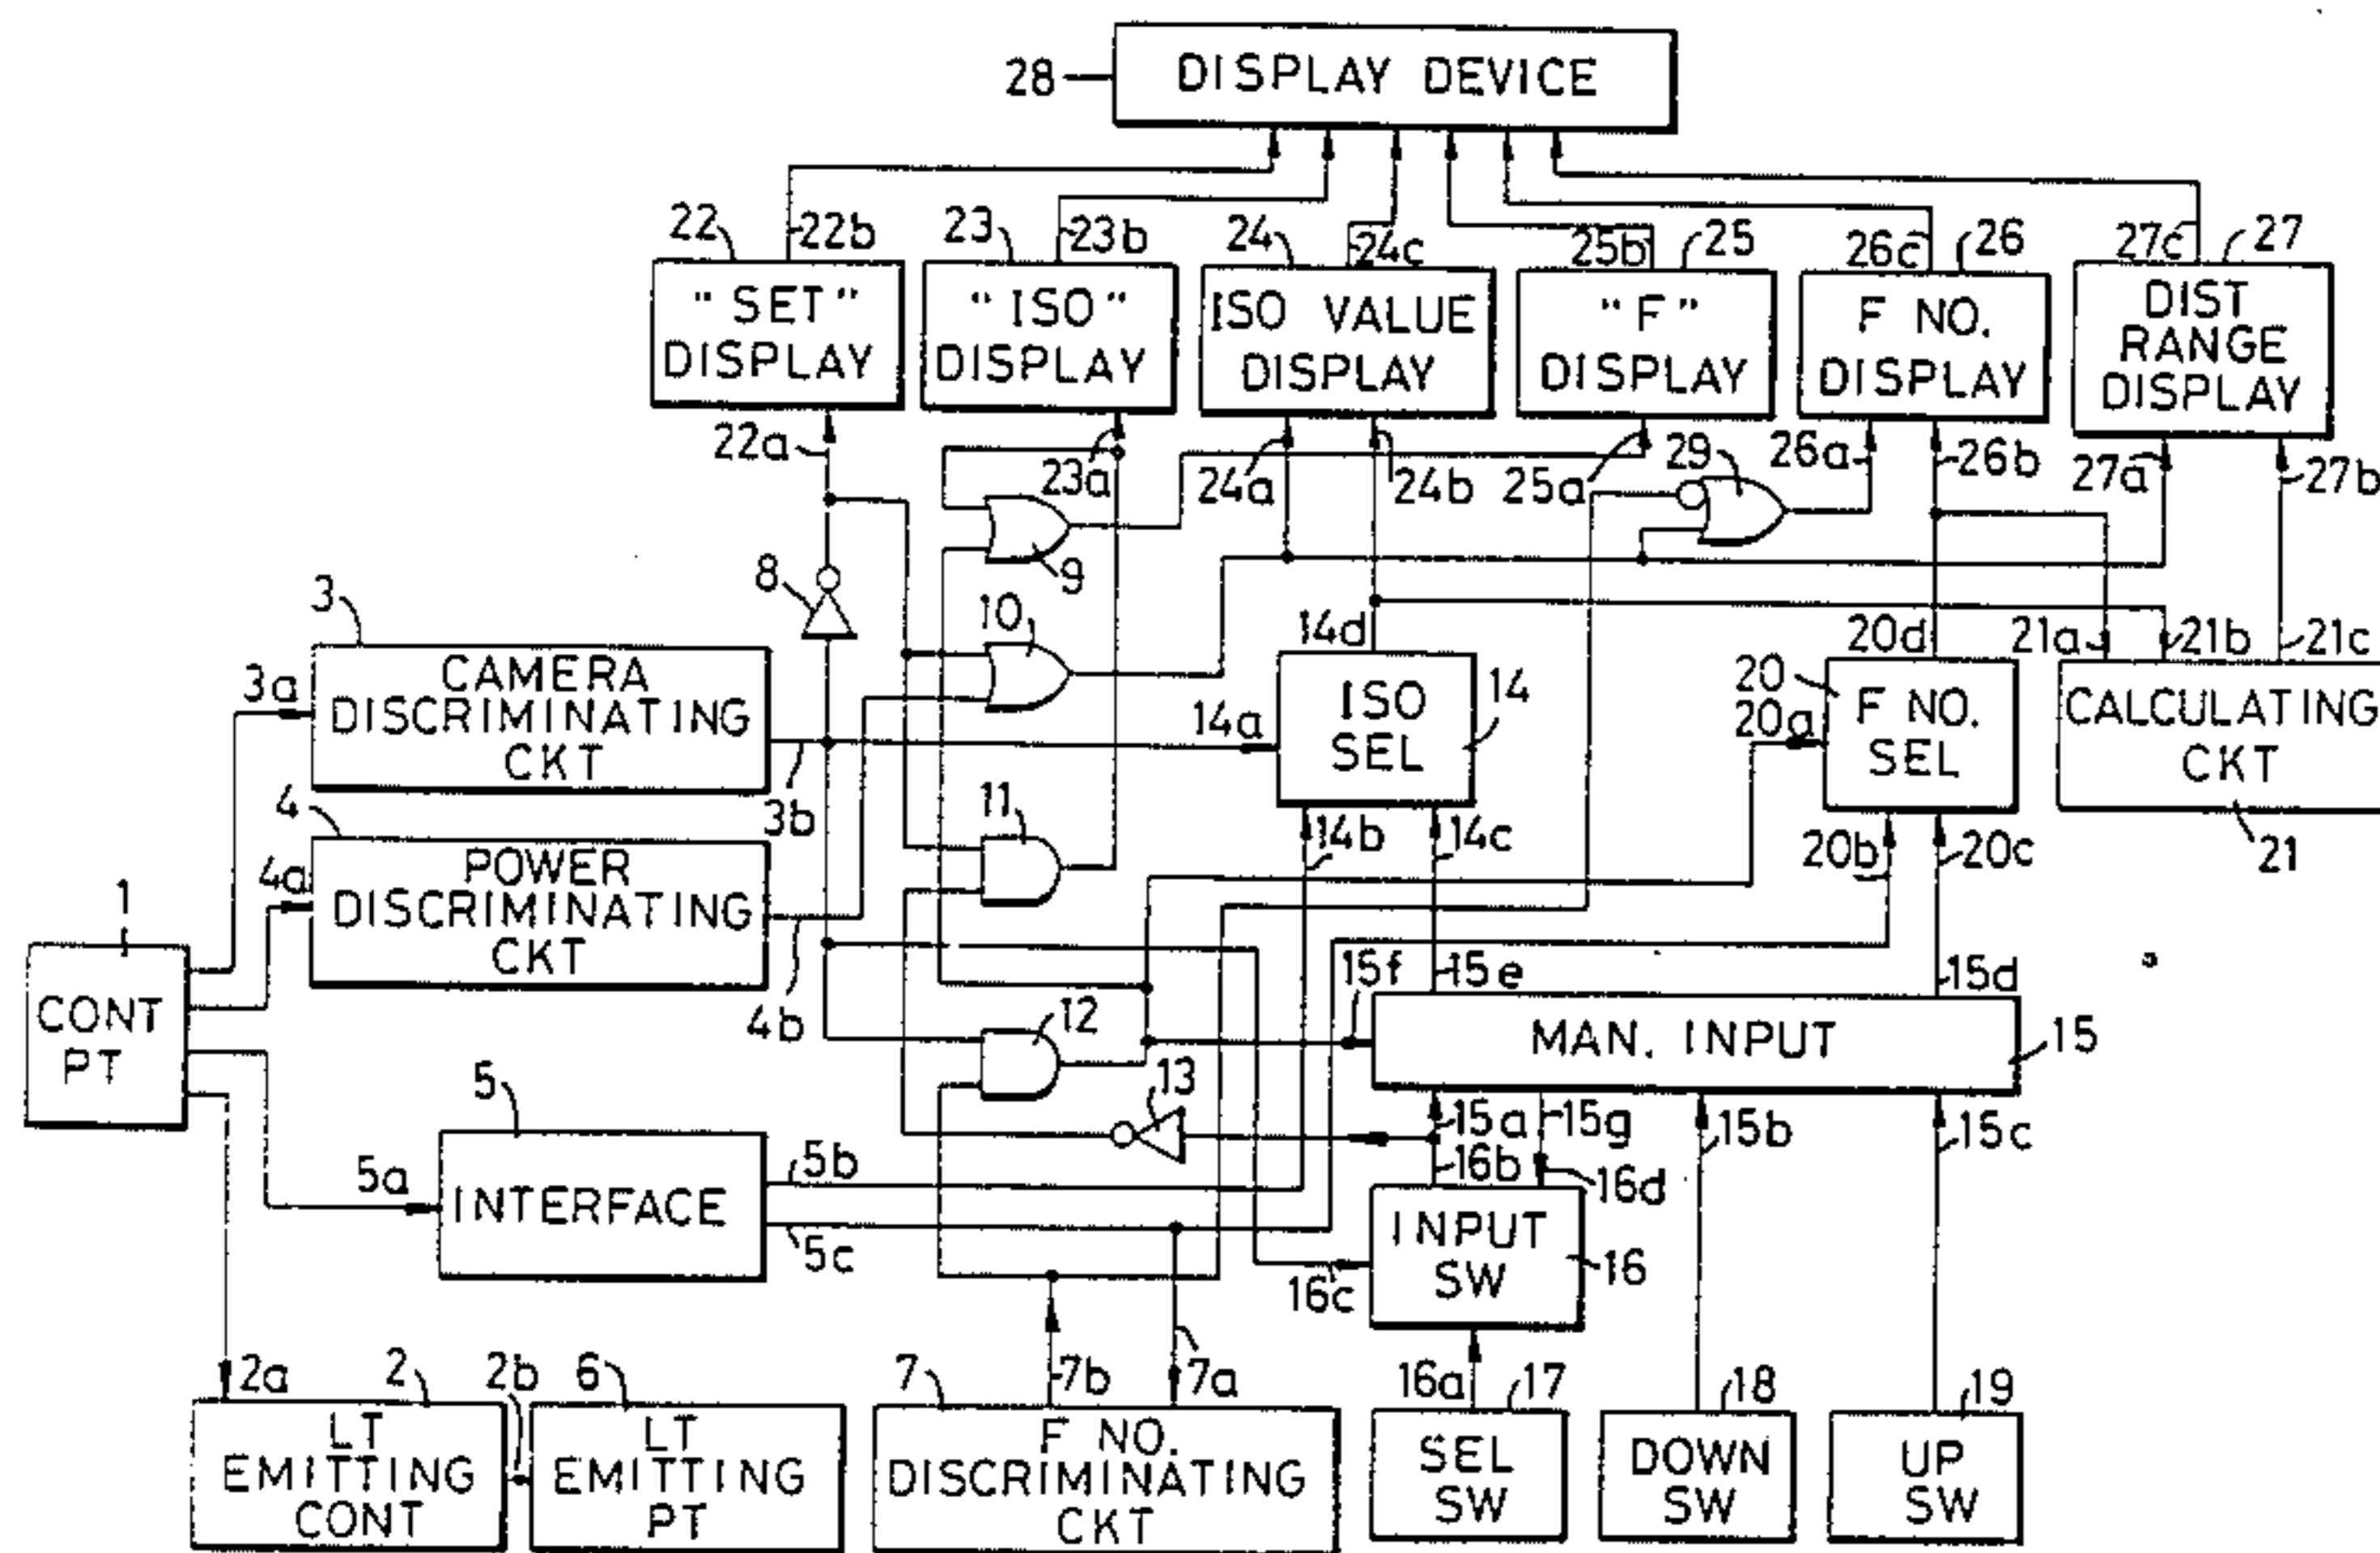 28
DISPLAY DEVICE
22
22b
23
23b
24
24c
25b
25
26c
26
27c
27
"SET"
DISPLAY
"ISO"
DISPLAY
ISO VALUE
DISPLAY
"F"
DISPLAY
F NO.
DISPLAY
DIST
RANGE
DISPLAY
22a
23a
24a
24b
25a
29
26a
26b
27a
27b
8
9
10
3
3a
CAMERA
DISCRIMINATING
CKT
3b
14d
14a
ISO
SEL
14
20d
20
20a
F NO.
SEL
21a
21b
21c
CALCULATING
CKT
21
4
4a
POWER
DISCRIMINATING
CKT
4b
11
14b
14c
20b
20c
1
CONT
PT
12
15f
15e
15d
MAN. INPUT
15
13
15a
15g
15b
15c
16b
16d
5
5a
INTERFACE
5b
5c
INPUT
SW
16
16c
2a
2
2b
6
7
7b
7a
16a
17
18
19
LT
EMITTING
CONT
LT
EMITTING
PT
F NO.
DISCRIMINATING
CKT
SEL
SW
DOWN
SW
UP
SW